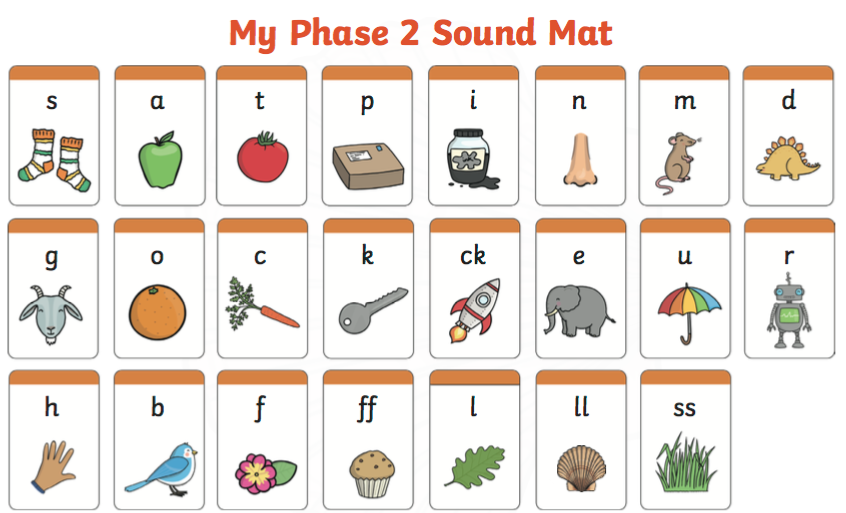 My Phase 2 Sound Mat
s a t p i n m d
g o c k ck e u r
h b f ff l ll ss